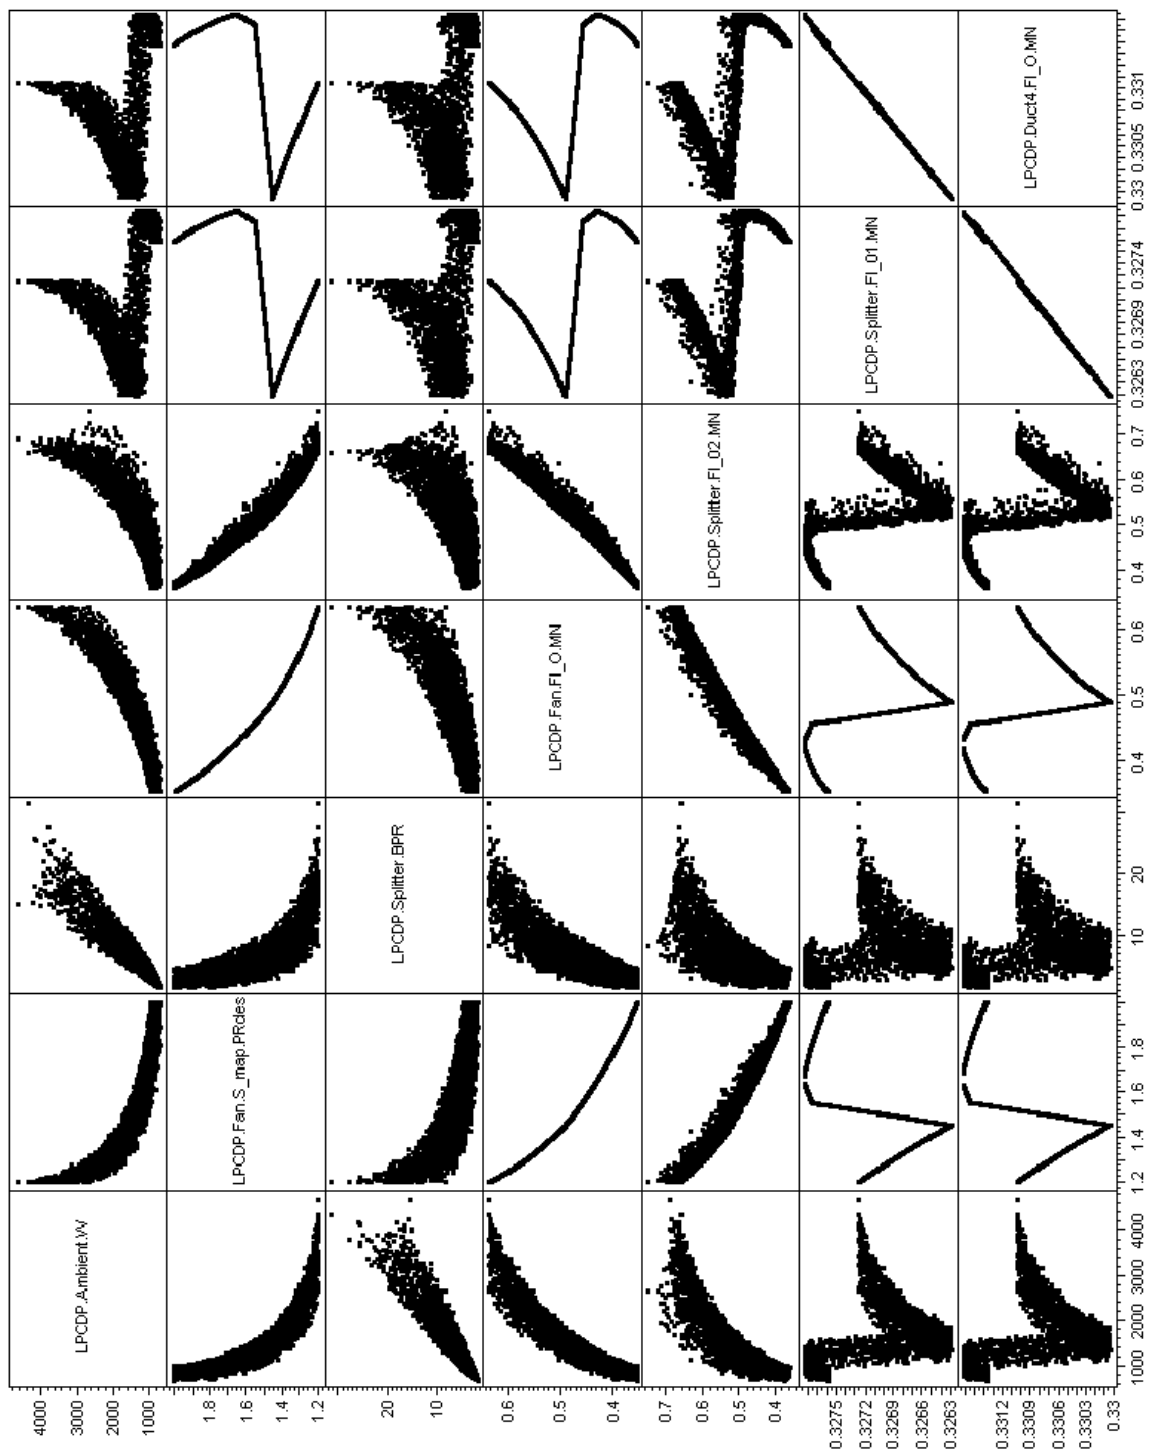 4000
3000
2000
1000
LPCDP.Ambient.W
1.8
1.6
1.4
1.2
LPCDP.Fan.S_map.PRdes
20
10
LPCDP.Splitter.BPR
0.6
0.5
0.4
LPCDP.Fan.Fl_O.MN
0.7
0.6
0.5
0.4
LPCDP.Splitter.Fl_02.MN
0.3275
0.3272
0.3269
0.3266
0.3263
LPCDP.Splitter.Fl_01.MN
0.3312
0.3309
0.3306
0.3303
0.33
LPCDP.Duct4.Fl_O.MN
1000 2000 3000 4000
1.2 1.4 1.6 1.8
10 20
0.4 0.5 0.6
0.4 0.5 0.6 0.7
0.3263 0.3269 0.3274
0.33 0.3305 0.331